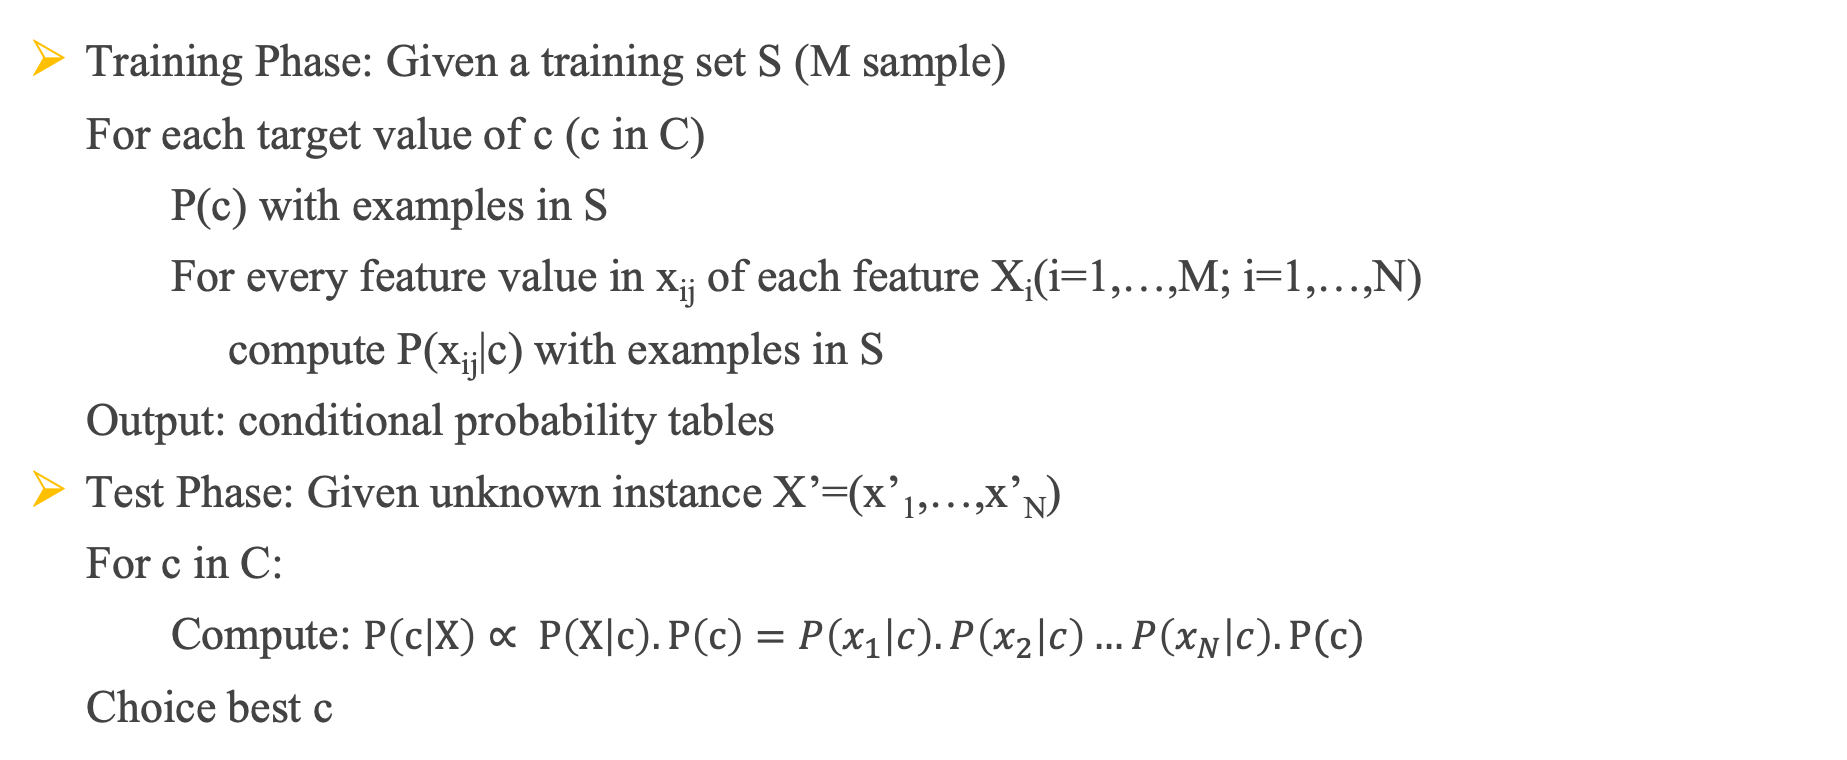 Training Phase: Given a training set S (M sample)
For each target value of c (c in C)
P(c) with examples in S
For every feature value in xᵢⱼ of each feature Xᵢ(i=1,…,M; i=1,…,N)
compute P(xᵢⱼ|c) with examples in S
Output: conditional probability tables
Test Phase: Given unknown instance X’=(x’₁,…,x’N)
For c in C:
Compute: P(c|X) ∝ P(X|c). P(c) = P(x₁|c). P(x₂|c) … P(xN|c). P(c)
Choice best c